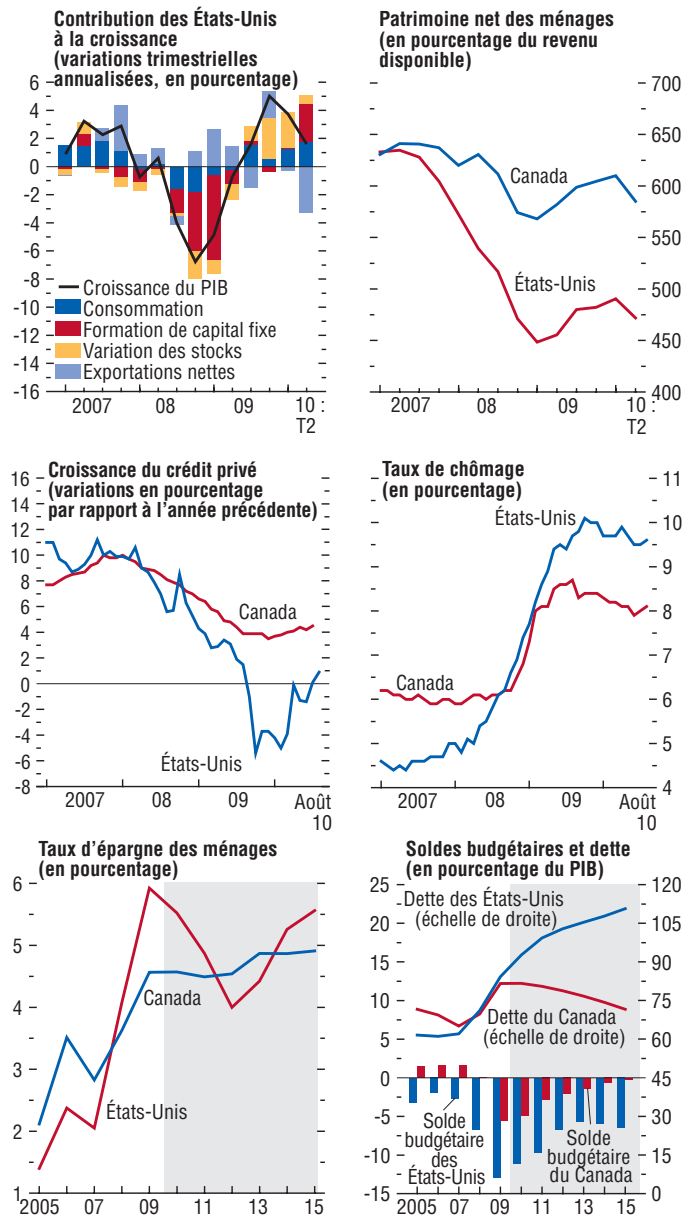 Contribution des États-Unis
à la croissance
(variations trimestrielles
annualisées, en pourcentage)
6
4
2
0
-2
-4
-6
-8
-10
-12
-14
-16
Croissance du PIB
Consommation
Formation de capital fixe
Variation des stocks
Exportations nettes
2007 08 09 10 :
T2
Patrimoine net des ménages
(en pourcentage du revenu
disponible)
700
650
600
550
500
450
400
Canada
États-Unis
2007 08 09 10 :
T2
Croissance du crédit privé
(variations en pourcentage
par rapport à l'année précédente)
16
14
12
10
8
6
4
2
0
-2
-4
-6
-8
Canada
États-Unis
2007 08 09 Août
10
Taux de chômage
(en pourcentage)
11
10
9
8
7
6
5
4
États-Unis
Canada
2007 08 09 Août
10
Taux d'épargne des ménages
(en pourcentage)
6
5
4
3
2
1
Canada
États-Unis
2005 07 09 11 13 15
Soldes budgétaires et dette
(en pourcentage du PIB)
25
20
15
10
5
0
-5
-10
-15
120
105
90
75
60
45
30
15
0
Dette des États-Unis
(échelle de droite)
Dette du Canada
(échelle de droite)
Solde
budgétaire
des
États-Unis
Solde
budgétaire
du Canada
2005 07 09 11 13 15